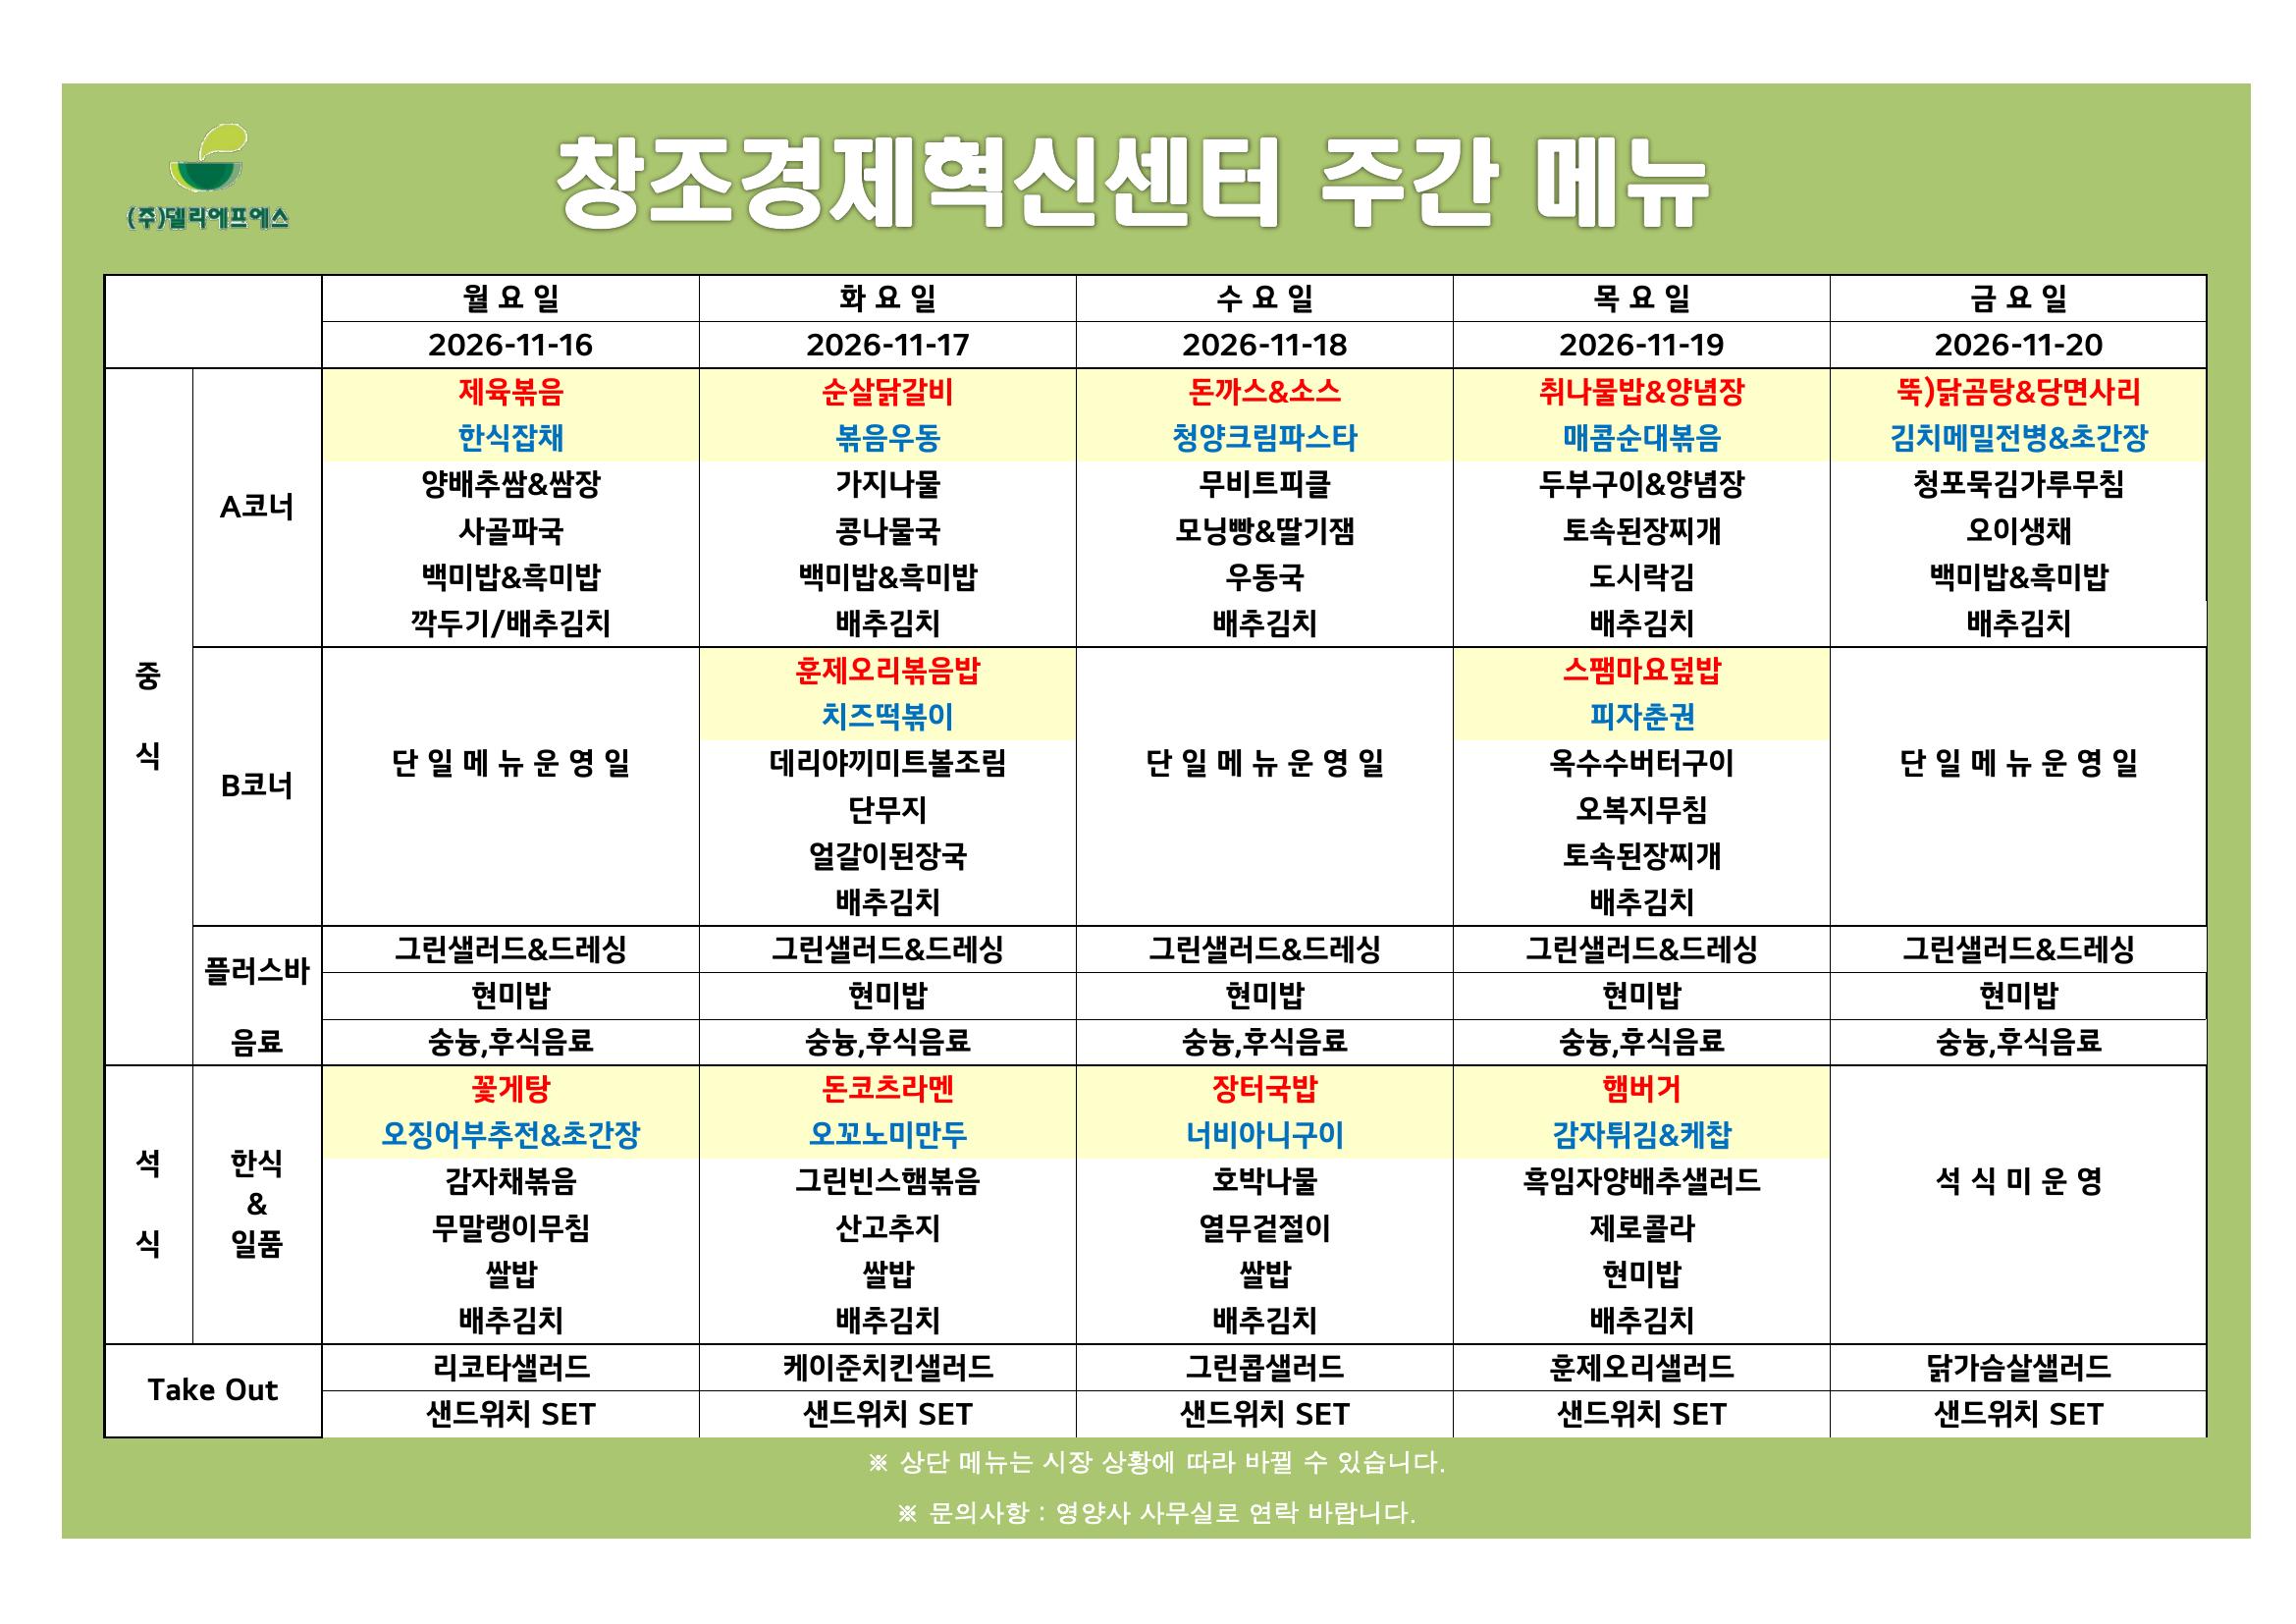 (주)델리에프에스
창조경제혁신센터 주간 메뉴
월 요 일 화 요 일 수 요 일 목 요 일 금 요 일
2026-11-16 2026-11-17 2026-11-18 2026-11-19 2026-11-20
중 식
A코너
제육볶음 순살닭갈비 돈까스&소스 취나물밥&양념장 뚝)닭곰탕&당면사리
한식잡채 볶음우동 청양크림파스타 매콤순대볶음 김치메밀전병&초간장
양배추쌈&쌈장 가지나물 무비트피클 두부구이&양념장 청포묵김가루무침
사골파국 콩나물국 모닝빵&딸기잼 토속된장찌개 오이생채
백미밥&흑미밥 백미밥&흑미밥 우동국 도시락김 백미밥&흑미밥
깍두기/배추김치 배추김치 배추김치 배추김치 배추김치
B코너
훈제오리볶음밥 스팸마요덮밥
치즈떡볶이 피자춘권
단 일 메 뉴 운 영 일 데리야끼미트볼조림 단 일 메 뉴 운 영 일 옥수수버터구이 단 일 메 뉴 운 영 일
단무지 오복지무침
얼갈이된장국 토속된장찌개
배추김치 배추김치
플러스바
그린샐러드&드레싱 그린샐러드&드레싱 그린샐러드&드레싱 그린샐러드&드레싱 그린샐러드&드레싱
현미밥 현미밥 현미밥 현미밥 현미밥
음료 숭늉,후식음료 숭늉,후식음료 숭늉,후식음료 숭늉,후식음료 숭늉,후식음료
석 식
한식
&
일품
꽃게탕 돈코츠라멘 장터국밥 햄버거
오징어부추전&초간장 오꼬노미만두 너비아니구이 감자튀김&케찹
감자채볶음 그린빈스햄볶음 호박나물 흑임자양배추샐러드 석 식 미 운 영
무말랭이무침 산고추지 열무겉절이 제로콜라
쌀밥 쌀밥 쌀밥 현미밥
배추김치 배추김치 배추김치 배추김치
Take Out
리코타샐러드 케이준치킨샐러드 그린콥샐러드 훈제오리샐러드 닭가슴살샐러드
샌드위치 SET 샌드위치 SET 샌드위치 SET 샌드위치 SET 샌드위치 SET
※ 상단 메뉴는 시장 상황에 따라 바뀔 수 있습니다.
※ 문의사항 : 영양사 사무실로 연락 바랍니다.